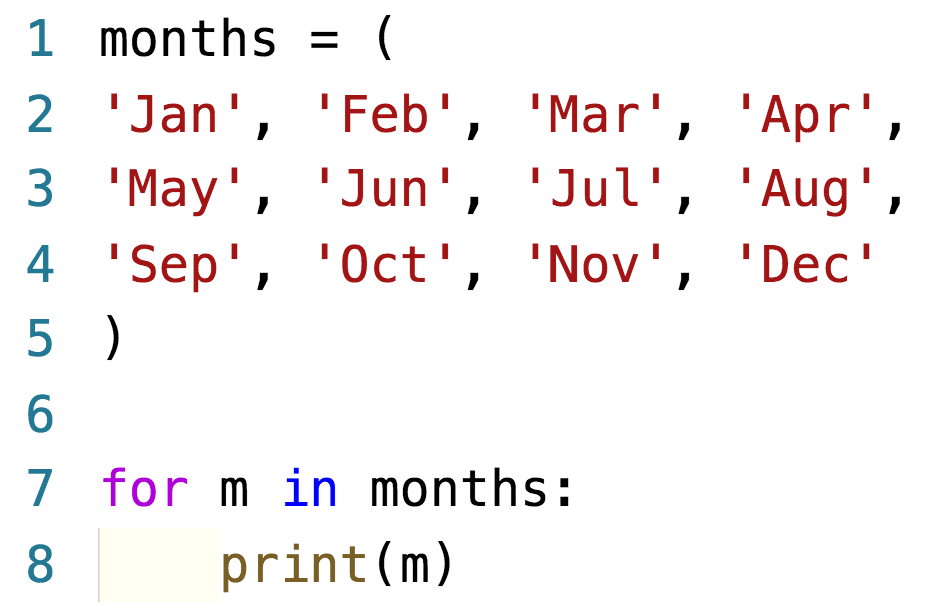 1 months = (
2 'Jan', 'Feb', 'Mar', 'Apr',
3 'May', 'Jun', 'Jul', 'Aug',
4 'Sep', 'Oct', 'Nov', 'Dec'
5 )
6
7 for m in months:
8     print(m)